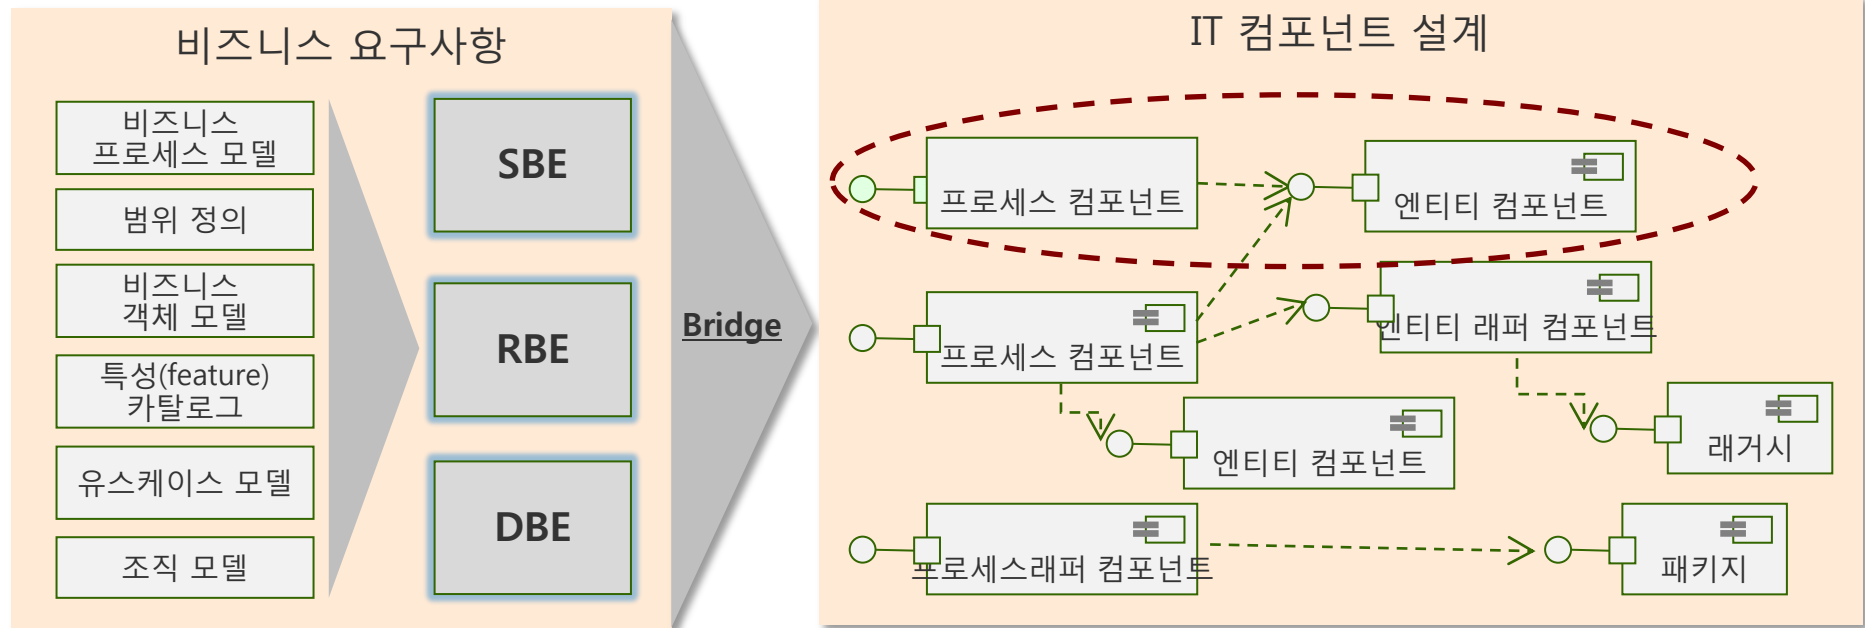 비즈니스 요구사항
비즈니스
프로세스 모델
범위 정의
비즈니스
객체 모델
특성(feature)
카탈로그
유스케이스 모델
조직 모델
SBE
RBE
DBE
Bridge
IT 컴포넌트 설계
프로세스 컴포넌트
엔티티 컴포넌트
프로세스 컴포넌트
엔티티 래퍼 컴포넌트
엔티티 컴포넌트
래거시
프로세스래퍼 컴포넌트
패키지